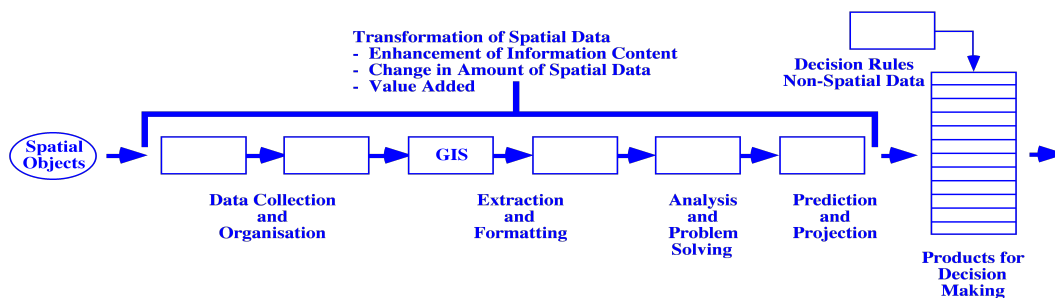 Transformation of Spatial Data
- Enhancement of Information Content
- Change in Amount of Spatial Data
- Value Added
Decision Rules
Non-Spatial Data
Spatial
Objects
GIS
Data Collection
and
Organisation
Extraction
and
Formatting
Analysis
and
Problem
Solving
Prediction
and
Projection
Products for
Decision
Making